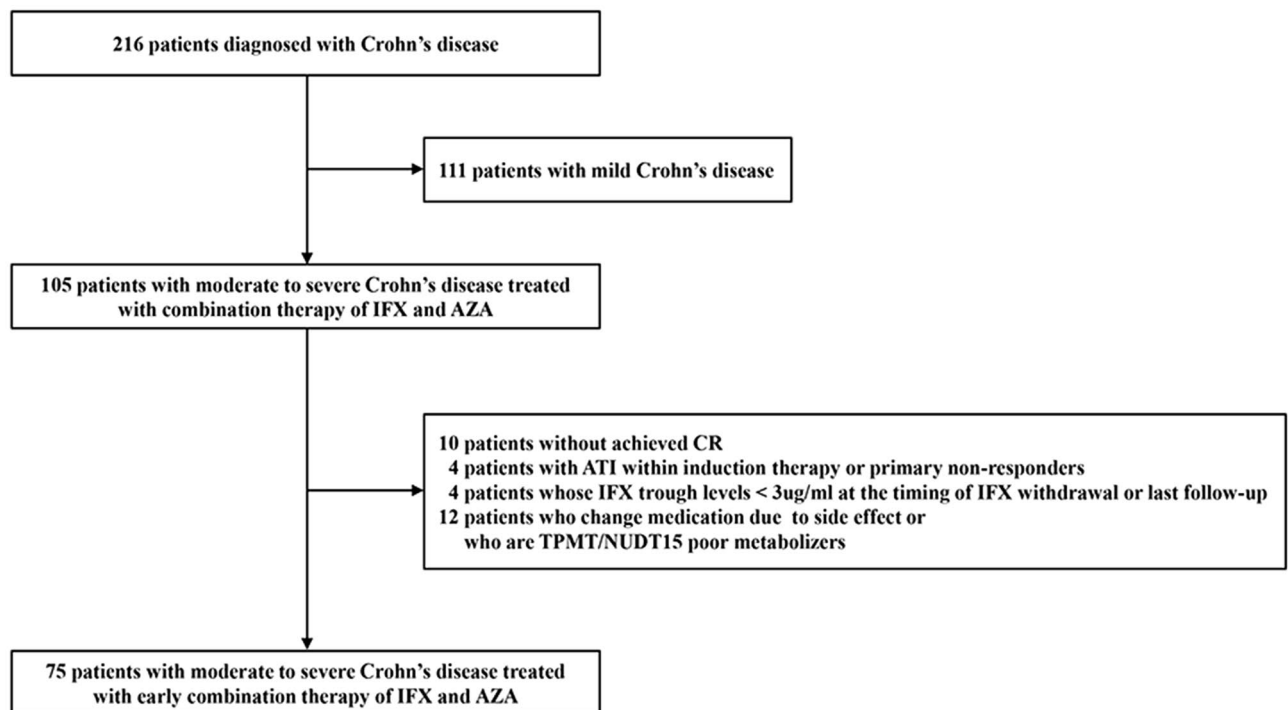 216 patients diagnosed with Crohn’s disease
111 patients with mild Crohn’s disease
105 patients with moderate to severe Crohn’s disease treated
with combination therapy of IFX and AZA
10 patients without achieved CR
4 patients with ATI within induction therapy or primary non-responders
4 patients whose IFX trough levels < 3ug/ml at the timing of IFX withdrawal or last follow-up
12 patients who change medication due to side effect or
who are TPMT/NUDT15 poor metabolizers
75 patients with moderate to severe Crohn’s disease treated
with early combination therapy of IFX and AZA